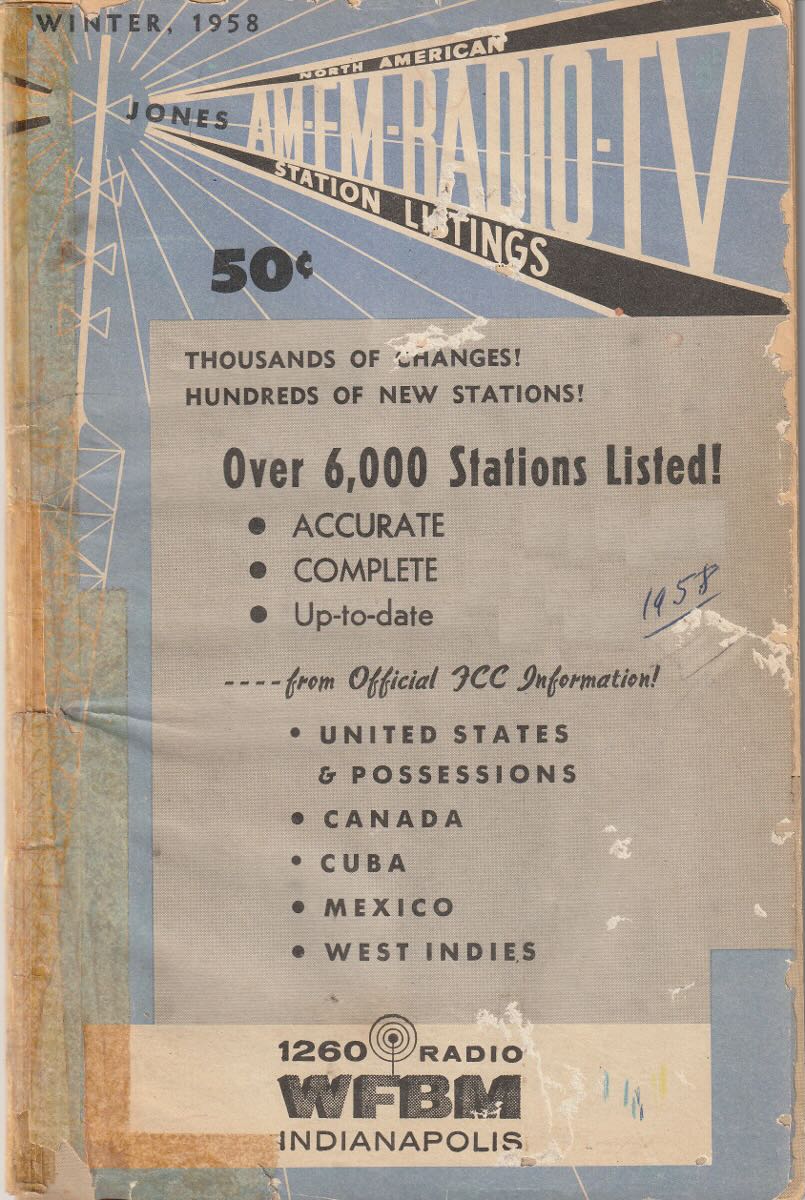 WINTER, 1958
JONES
NORTH AMERICAN
AM-FM-RADIO-TV
STATION LISTINGS
50¢
THOUSANDS OF CHANGES!
HUNDREDS OF NEW STATIONS!
Over 6,000 Stations Listed!
• ACCURATE
• COMPLETE
• Up-to-date
1958
----from Official FCC Information!
• UNITED STATES
& POSSESSIONS
• CANADA
• CUBA
• MEXICO
• WEST INDIES
1260 RADIO
WFBM
INDIANAPOLIS